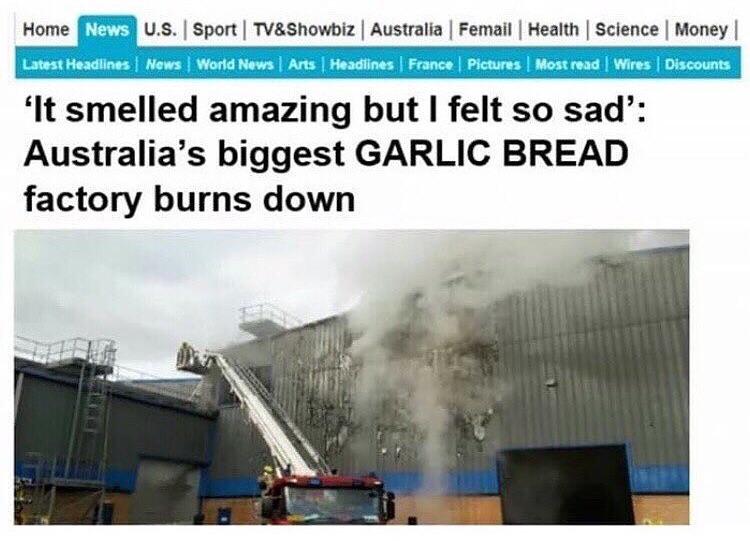 Home News U.S. | Sport | TV&Showbiz | Australia | Femail | Health | Science | Money |
Latest Headlines | News | World News | Arts | Headlines | France | Pictures | Most read | Wires | Discounts
‘It smelled amazing but I felt so sad’:
Australia’s biggest GARLIC BREAD
factory burns down